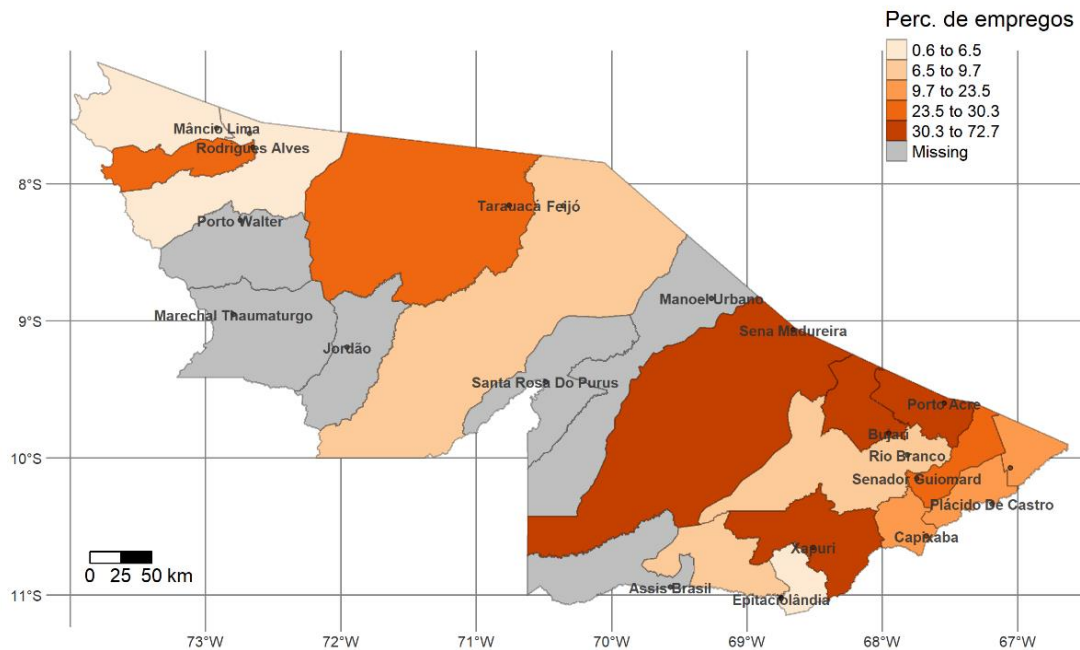 Perc. de empregos
0.6 to 6.5
6.5 to 9.7
9.7 to 23.5
23.5 to 30.3
30.3 to 72.7
Missing
Mâncio Lima
Rodrigues Alves
8°S
Tarauacá Feijó
Porto Walter
Manoel Urbano
9°S
Marechal Thaumaturgo
Sena Madureira
Jordão
Santa Rosa Do Purus
Porto Acre
Bujari
10°S
Rio Branco
Senador Guiomard
Plácido De Castro
Capixaba
Xapuri
0 25 50 km
Assis Brasil
11°S
Epitaciolândia
73°W 72°W 71°W 70°W 69°W 68°W 67°W